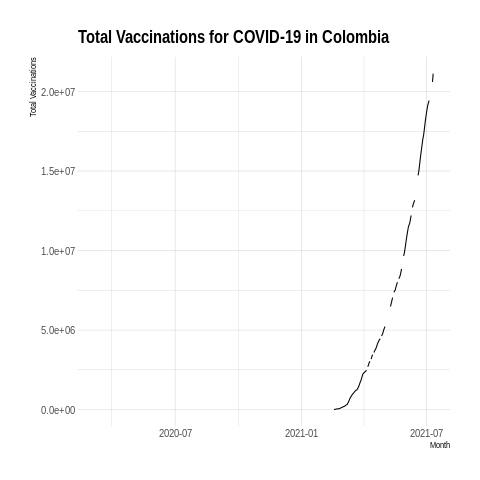 Total Vaccinations for COVID-19 in Colombia
Total Vaccinations
2.0e+07
1.5e+07
1.0e+07
5.0e+06
0.0e+00
2020-07 2021-01 2021-07
Month